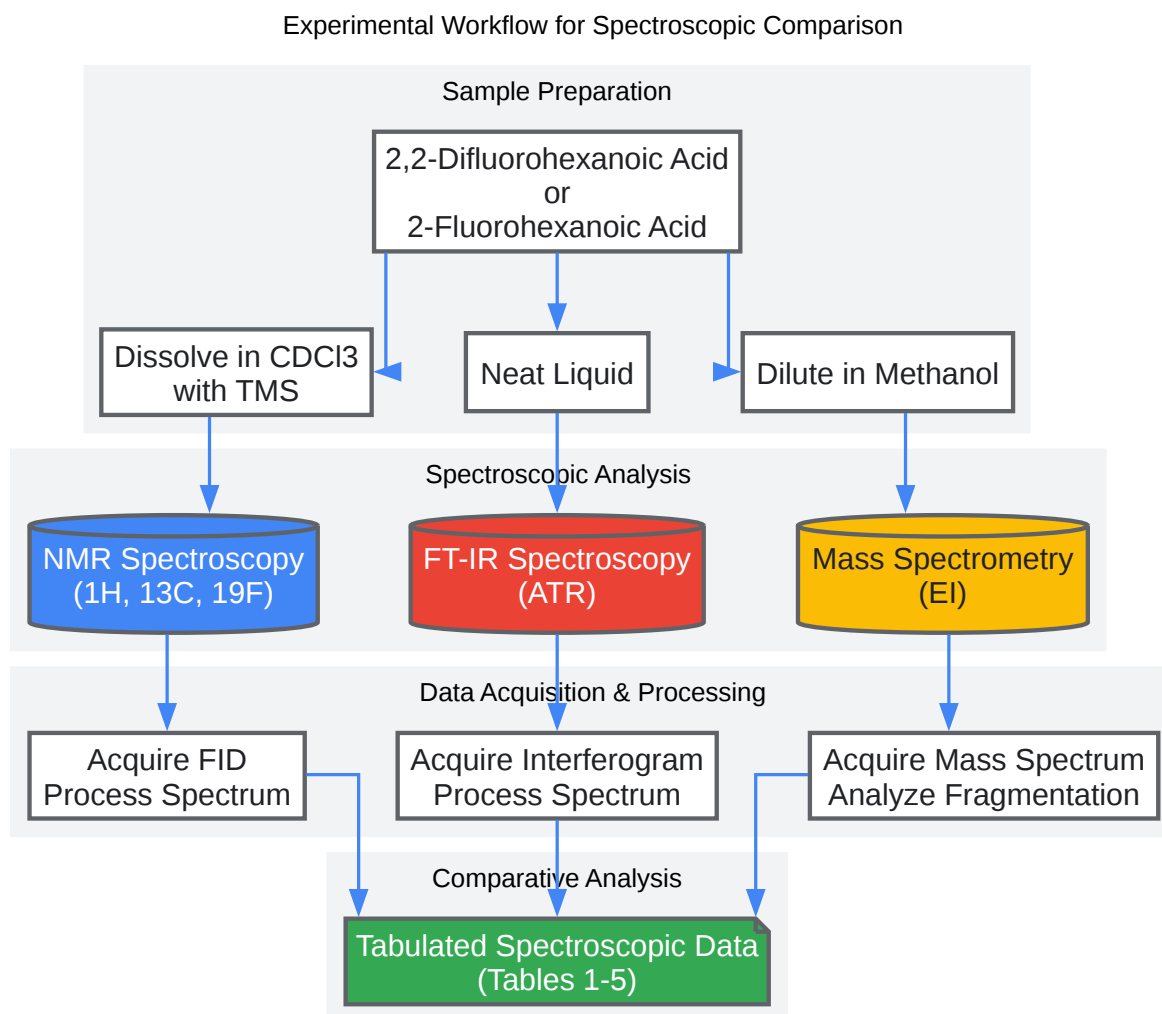 Experimental Workflow for Spectroscopic Comparison
Sample Preparation
2,2-Difluorohexanoic Acid
or
2-Fluorohexanoic Acid
Dissolve in CDCl3
with TMS
Neat Liquid
Dilute in Methanol
Spectroscopic Analysis
NMR Spectroscopy
(1H, 13C, 19F)
FT-IR Spectroscopy
(ATR)
Mass Spectrometry
(EI)
Data Acquisition & Processing
Acquire FID
Process Spectrum
Acquire Interferogram
Process Spectrum
Acquire Mass Spectrum
Analyze Fragmentation
Comparative Analysis
Tabulated Spectroscopic Data
(Tables 1-5)